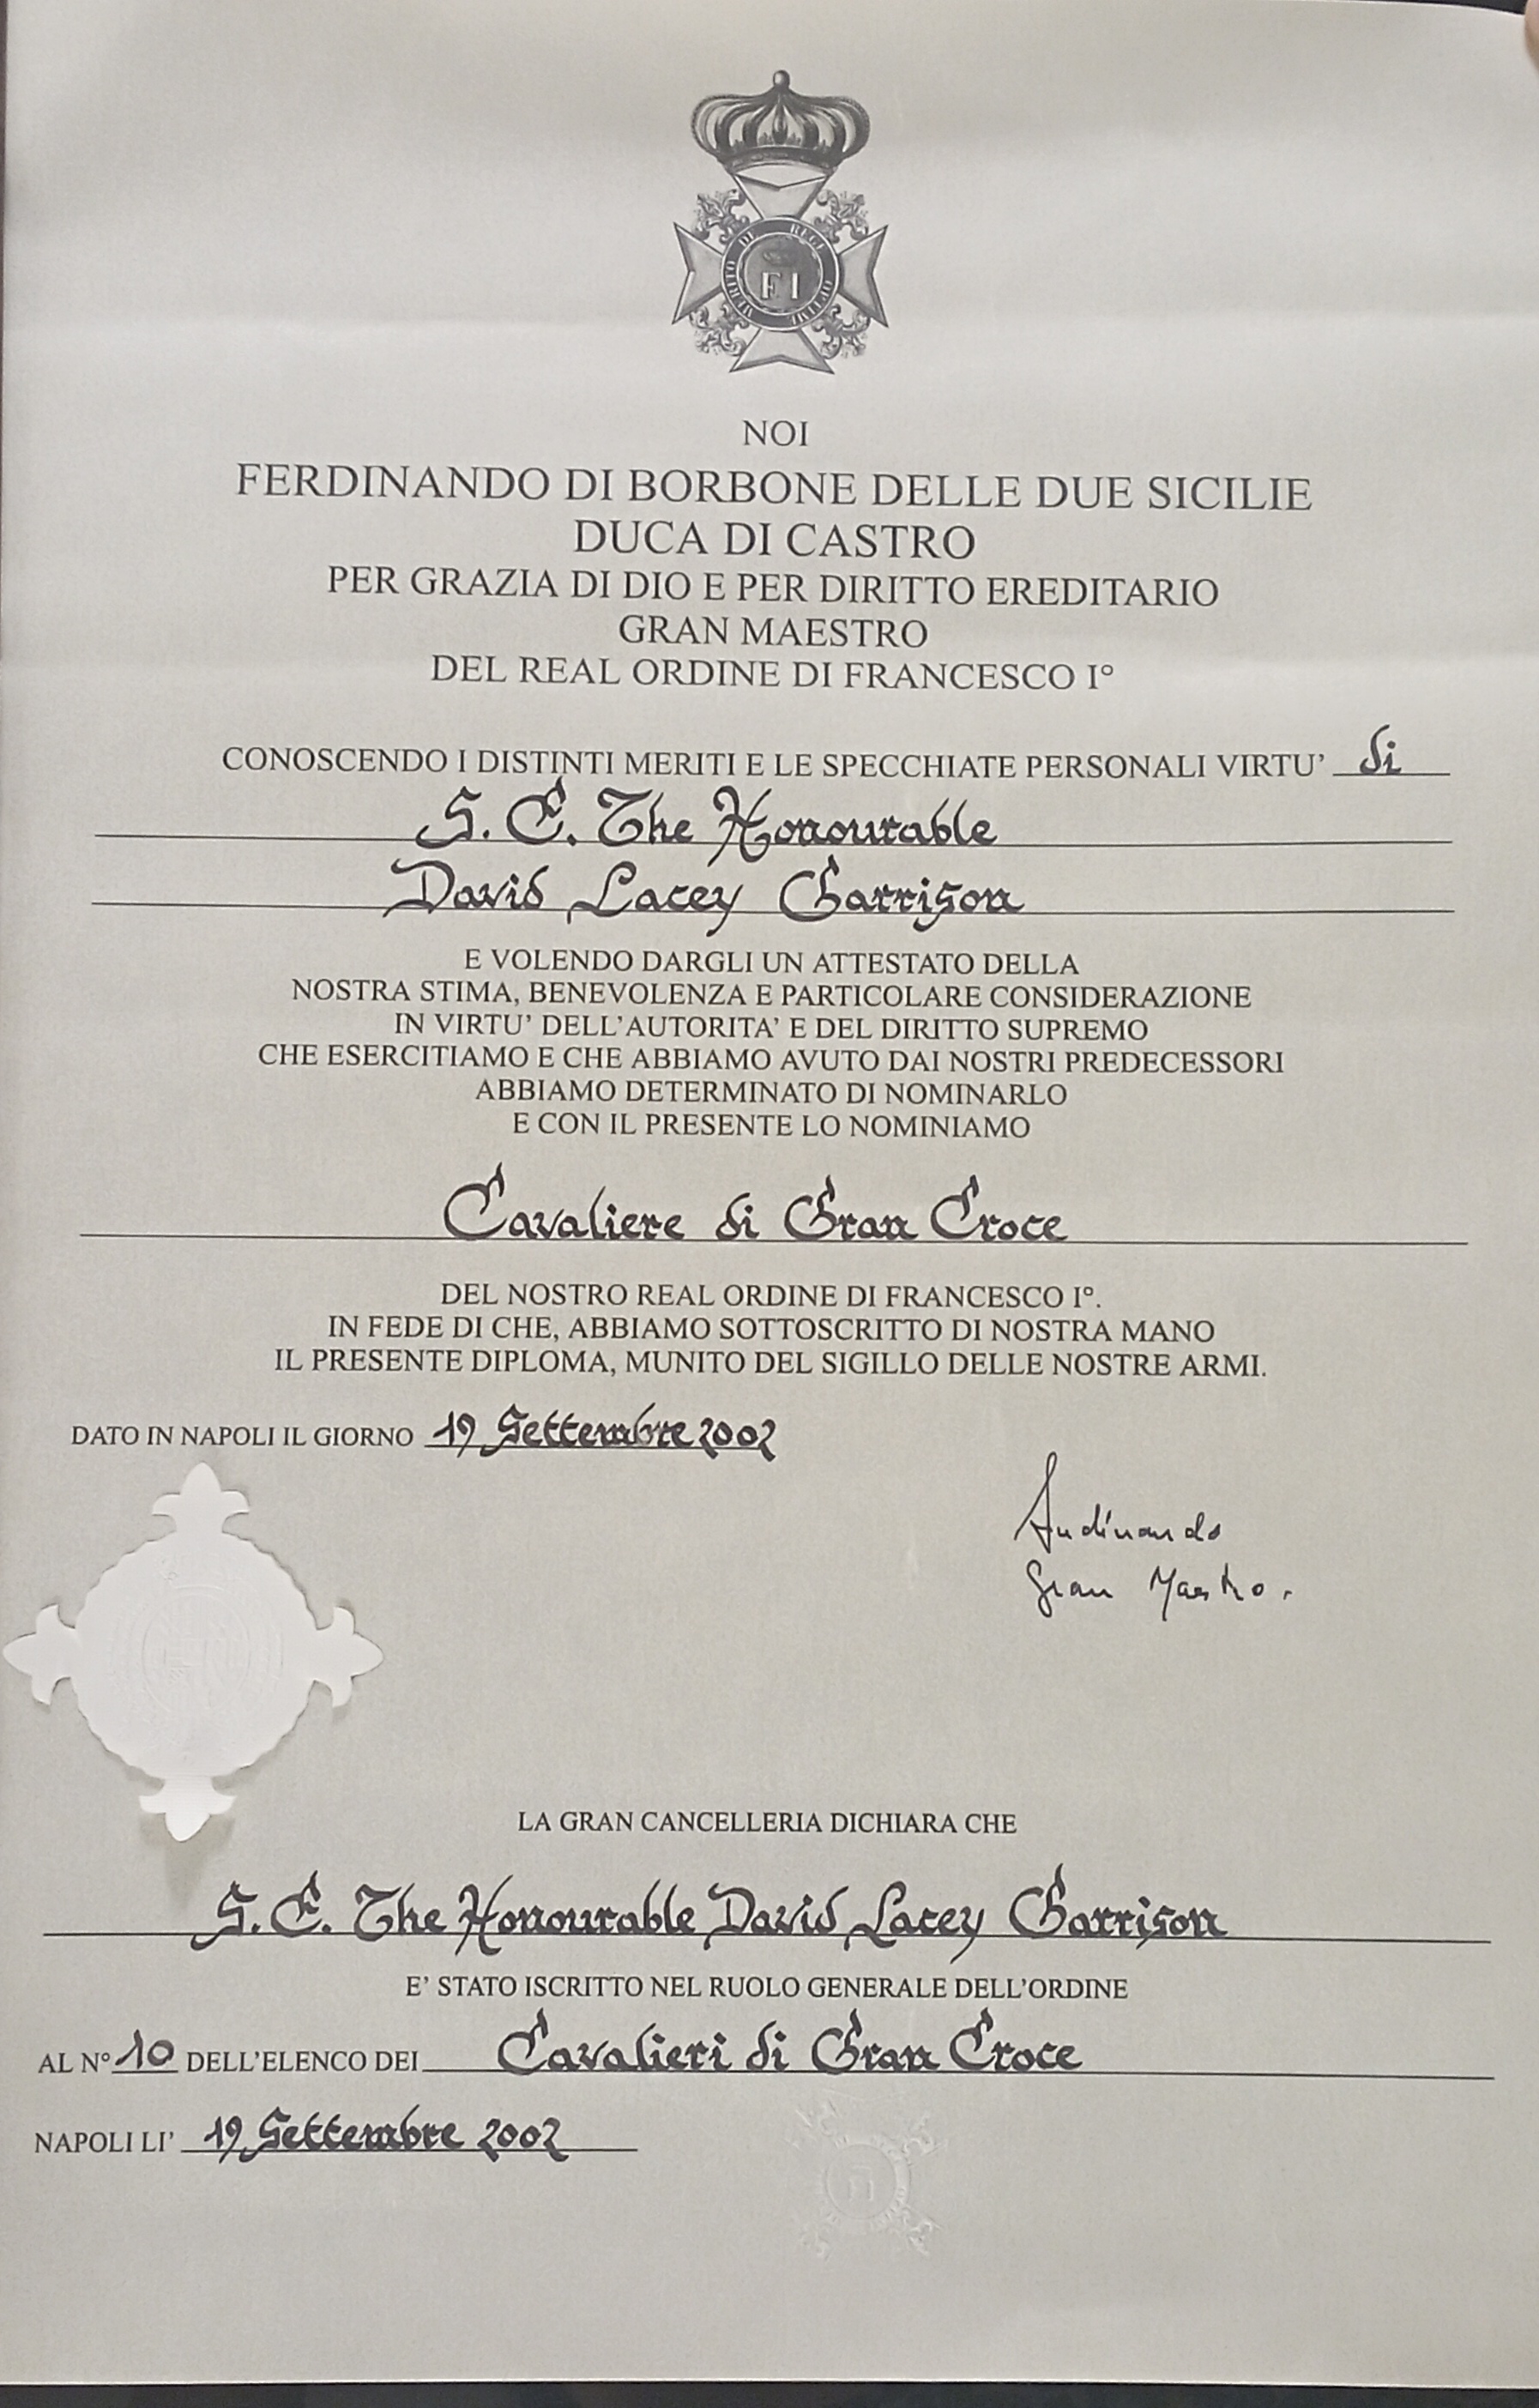 DE REGE OPTIME MERITO
FI
NOI
FERDINANDO DI BORBONE DELLE DUE SICILIE
DUCA DI CASTRO
PER GRAZIA DI DIO E PER DIRITTO EREDITARIO
GRAN MAESTRO
DEL REAL ORDINE DI FRANCESCO I°
CONOSCENDO I DISTINTI MERITI E LE SPECCHIATE PERSONALI VIRTU' di
S. E. The Honourable
David Lacey Garrison
E VOLENDO DARGLI UN ATTESTATO DELLA
NOSTRA STIMA, BENEVOLENZA E PARTICOLARE CONSIDERAZIONE
IN VIRTU' DELL'AUTORITA' E DEL DIRITTO SUPREMO
CHE ESERCITIAMO E CHE ABBIAMO AVUTO DAI NOSTRI PREDECESSORI
ABBIAMO DETERMINATO DI NOMINARLO
E CON IL PRESENTE LO NOMINIAMO
Cavaliere di Gran Croce
DEL NOSTRO REAL ORDINE DI FRANCESCO I°.
IN FEDE DI CHE, ABBIAMO SOTTOSCRITTO DI NOSTRA MANO
IL PRESENTE DIPLOMA, MUNITO DEL SIGILLO DELLE NOSTRE ARMI.
DATO IN NAPOLI IL GIORNO 19 Settembre 2002
Ferdinando
Gran Maestro.
LA GRAN CANCELLERIA DICHIARA CHE
S. E. The Honourable David Lacey Garrison
E' STATO ISCRITTO NEL RUOLO GENERALE DELL'ORDINE
AL N° 10 DELL'ELENCO DEI Cavalieri di Gran Croce
NAPOLI LI' 19 Settembre 2002
FI